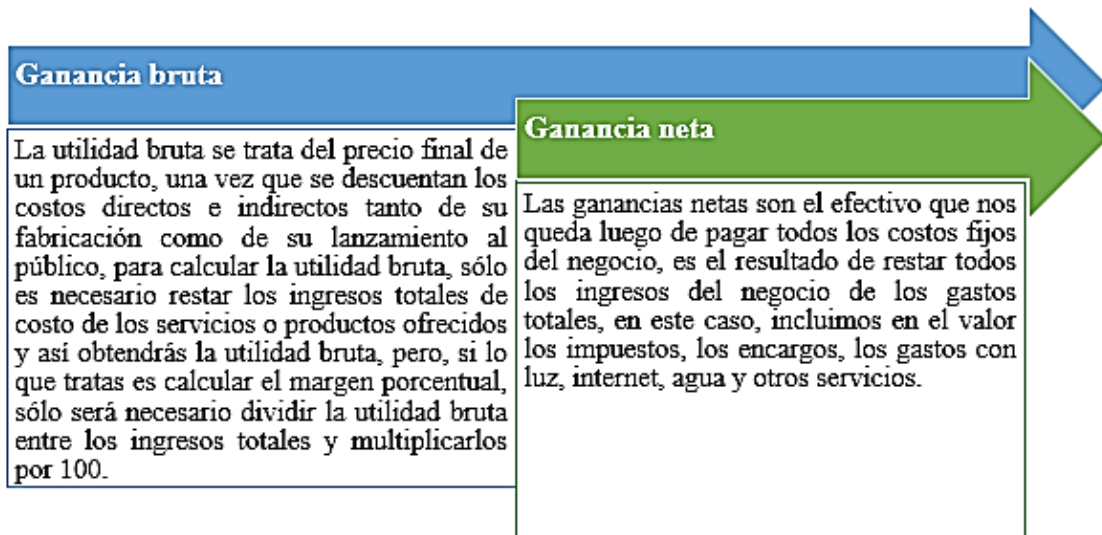 Ganancia bruta
La utilidad bruta se trata del precio final de
un producto, una vez que se descuentan los
costos directos e indirectos tanto de su
fabricación como de su lanzamiento al
público, para calcular la utilidad bruta, sólo
es necesario restar los ingresos totales de
costo de los servicios o productos ofrecidos
y así obtendrás la utilidad bruta, pero, si lo
que tratas es calcular el margen porcentual,
sólo será necesario dividir la utilidad bruta
entre los ingresos totales y multiplicarlos
por 100.
Ganancia neta
Las ganancias netas son el efectivo que nos
queda luego de pagar todos los costos fijos
del negocio, es el resultado de restar todos
los ingresos del negocio de los gastos
totales, en este caso, incluimos en el valor
los impuestos, los encargos, los gastos con
luz, internet, agua y otros servicios.